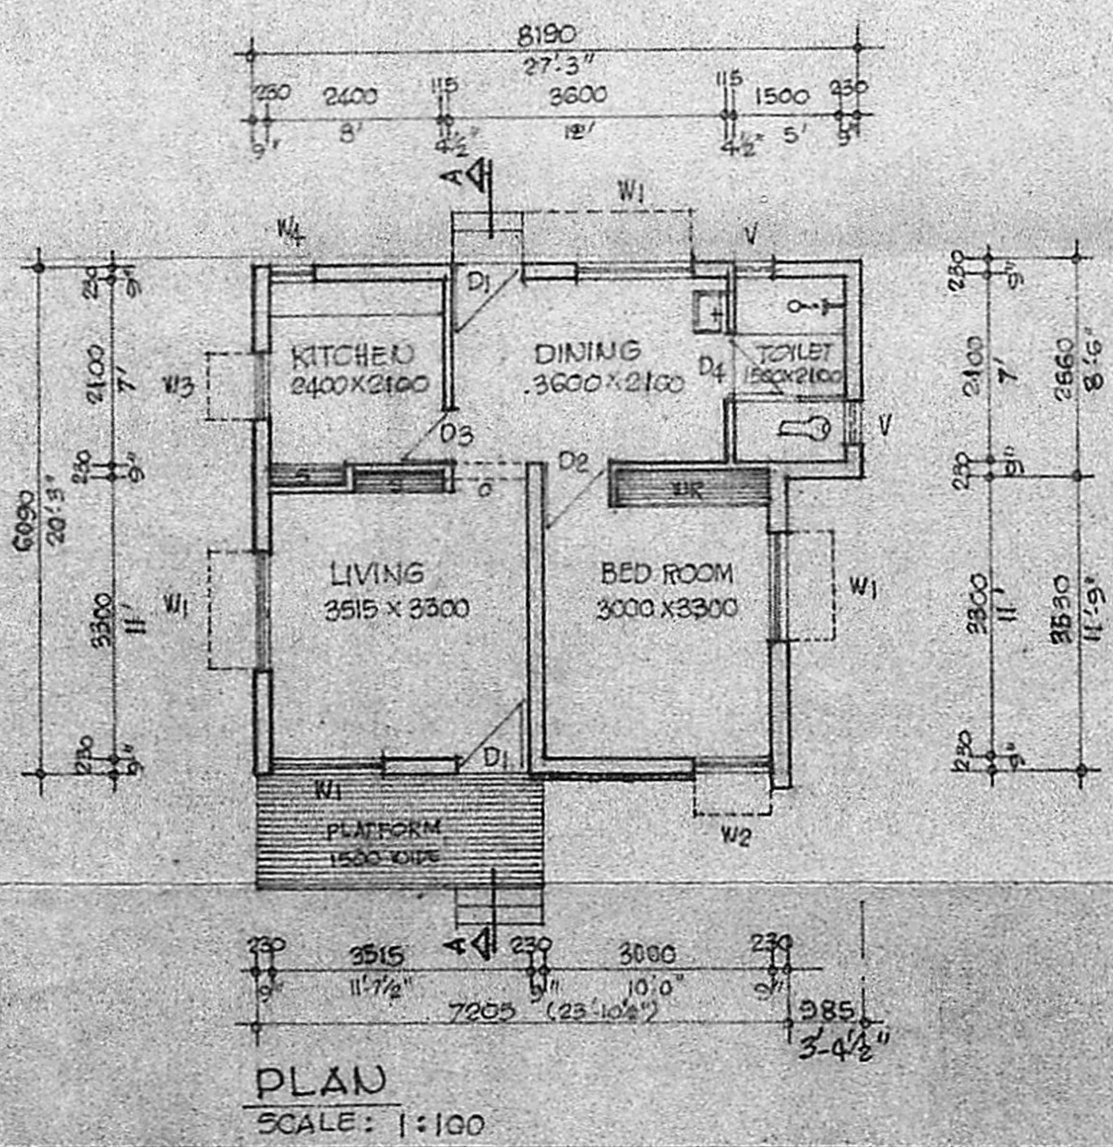 8190
27'-3"
230 2400 115 3600 115 1500 230
9" 8' 4½" 12' 4½" 5' 9"
A
W1
W4
V
D1
KITCHEN
2400X2100
DINING
3600X2100
D4
TOILET
1500X2100
W3
D3
V
S
S
O
D2
WR
LIVING
3515 X 3300
BED ROOM
3000 X3300
W1
W1
D1
W1
PLATFORM
1500 WIDE
W2
A
230
9"
2100
7'
230
9"
6090
20'3"
3300
11'
230
9"
230
9"
2100
7'
2660
8'-6"
230
9"
3300
11'
3530
11'-9"
230
9"
230 3515 230 3000 230
9" 11'-7½" 9" 10'0" 9"
7205 (23'-10½") 985
3'-4½"
PLAN
SCALE: 1:100